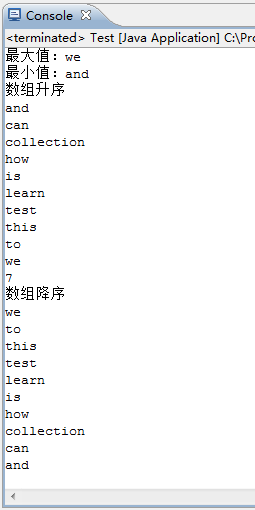 Console
<terminated> Test [Java Application] C:\Pro
最大值：we
最小值：and
数组升序
and
can
collection
how
is
learn
test
this
to
we
7
数组降序
we
to
this
test
learn
is
how
collection
can
and